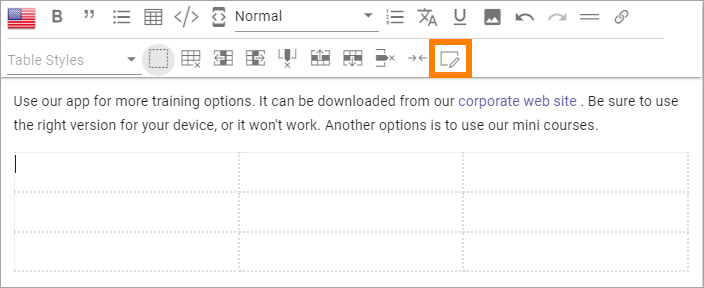 B " </> Normal U
Table Styles
Use our app for more training options. It can be downloaded from our corporate web site . Be sure to use
the right version for your device, or it won't work. Another options is to use our mini courses.